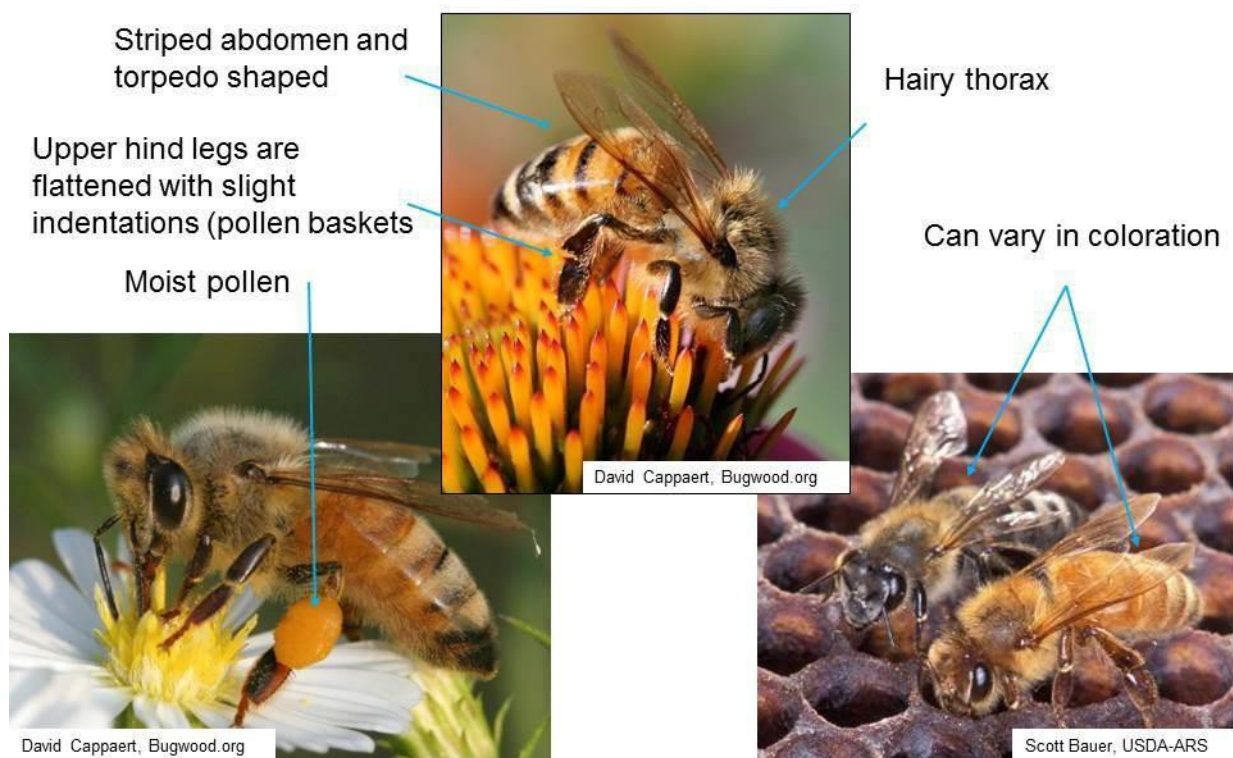 Striped abdomen and
torpedo shaped
Hairy thorax
Upper hind legs are
flattened with slight
indentations (pollen baskets
Can vary in coloration
Moist pollen
David Cappaert, Bugwood.org
David Cappaert, Bugwood.org
Scott Bauer, USDA-ARS